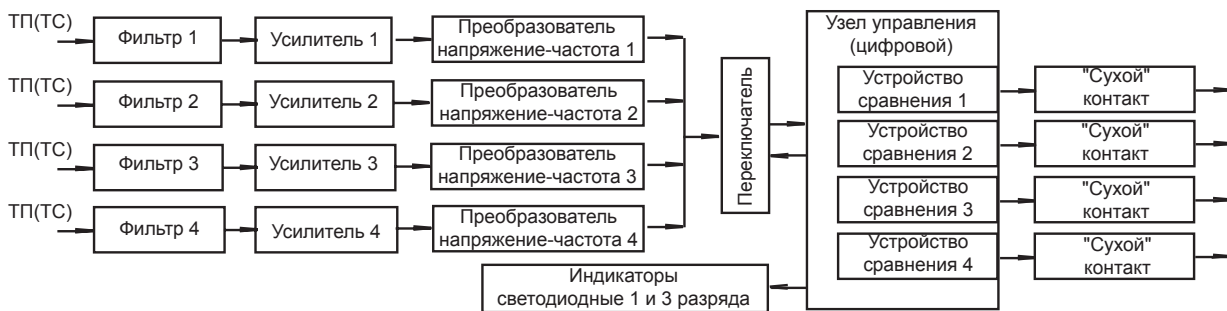 ТП(ТС)
Фильтр 1
Усилитель 1
Преобразователь
напряжение-частота 1
ТП(ТС)
Фильтр 2
Усилитель 2
Преобразователь
напряжение-частота 2
ТП(ТС)
Фильтр 3
Усилитель 3
Преобразователь
напряжение-частота 3
ТП(ТС)
Фильтр 4
Усилитель 4
Преобразователь
напряжение-частота 4
Переключатель
Узел управления
(цифровой)
Устройство
сравнения 1
"Сухой"
контакт
Устройство
сравнения 2
"Сухой"
контакт
Устройство
сравнения 3
"Сухой"
контакт
Устройство
сравнения 4
"Сухой"
контакт
Индикаторы
светодиодные 1 и 3 разряда